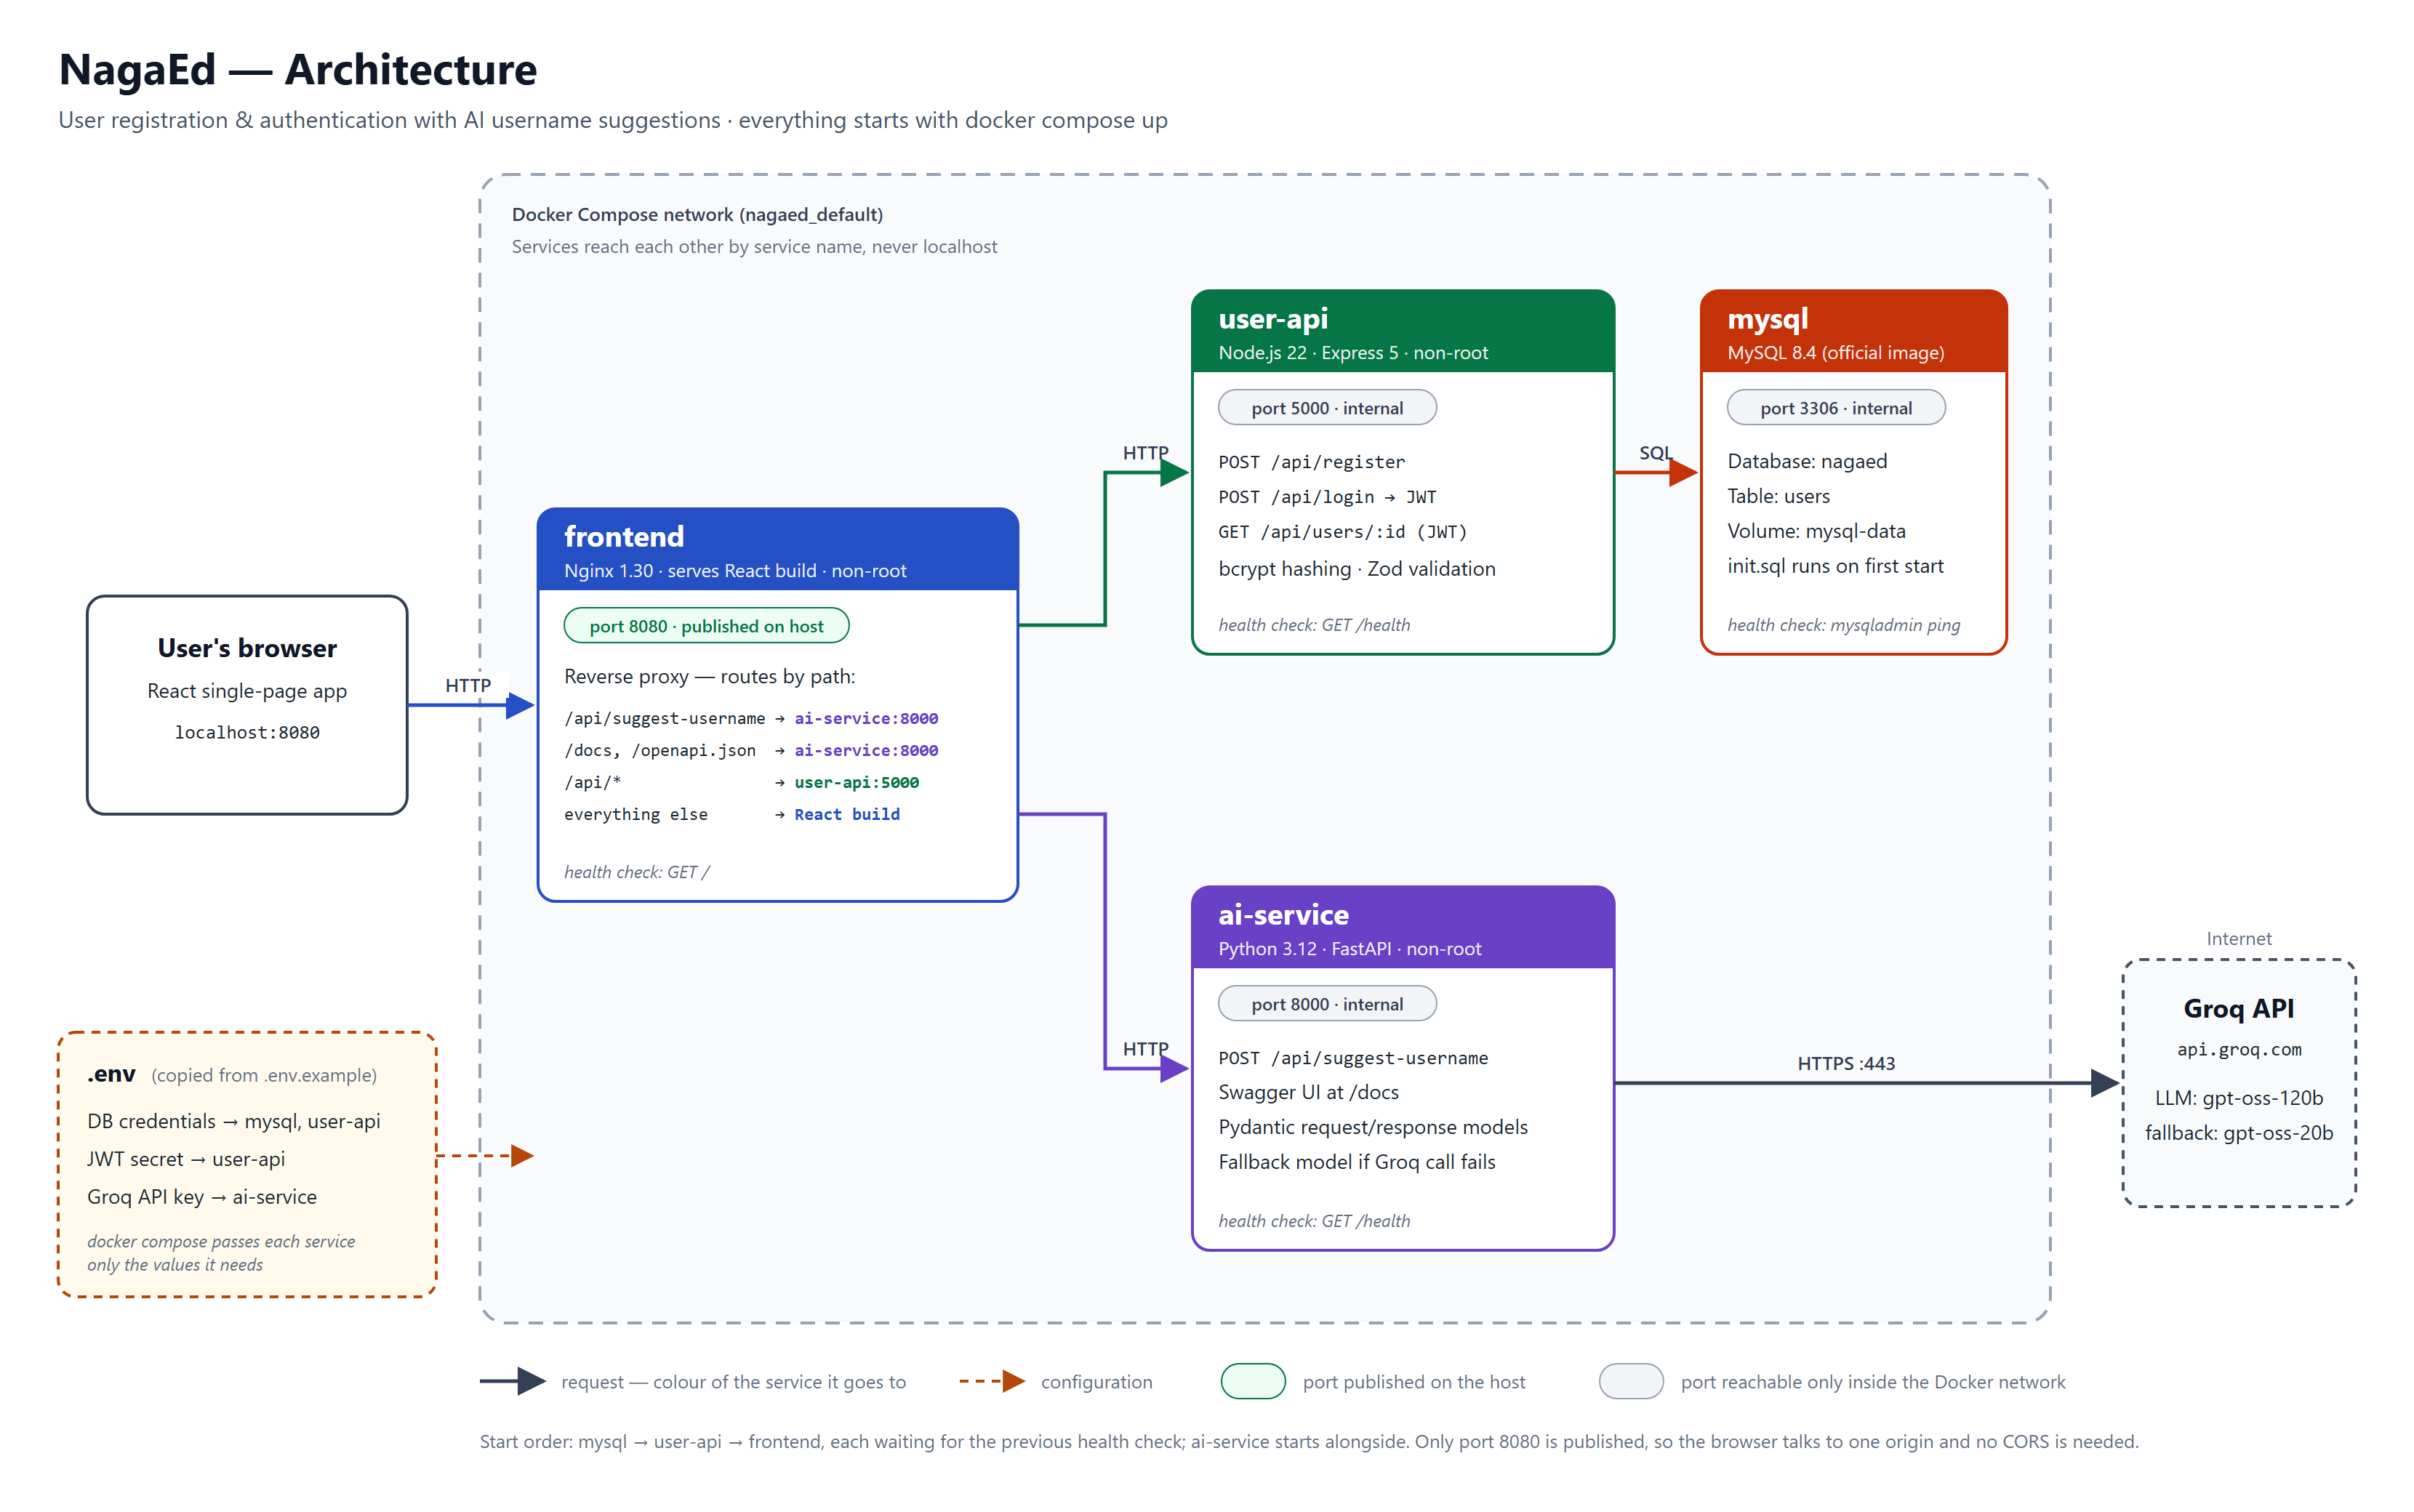 NagaEd — Architecture
User registration & authentication with AI username suggestions · everything starts with docker compose up
Docker Compose network (nagaed_default)
Services reach each other by service name, never localhost
User's browser
React single-page app
localhost:8080
HTTP
frontend
Nginx 1.30 · serves React build · non-root
port 8080 · published on host
Reverse proxy — routes by path:
/api/suggest-username → ai-service:8000
/docs, /openapi.json → ai-service:8000
/api/* → user-api:5000
everything else → React build
health check: GET /
HTTP
user-api
Node.js 22 · Express 5 · non-root
port 5000 · internal
POST /api/register
POST /api/login → JWT
GET /api/users/:id (JWT)
bcrypt hashing · Zod validation
health check: GET /health
SQL
mysql
MySQL 8.4 (official image)
port 3306 · internal
Database: nagaed
Table: users
Volume: mysql-data
init.sql runs on first start
health check: mysqladmin ping
HTTP
ai-service
Python 3.12 · FastAPI · non-root
port 8000 · internal
POST /api/suggest-username
Swagger UI at /docs
Pydantic request/response models
Fallback model if Groq call fails
health check: GET /health
HTTPS :443
Internet
Groq API
api.groq.com
LLM: gpt-oss-120b
fallback: gpt-oss-20b
.env (copied from .env.example)
DB credentials → mysql, user-api
JWT secret → user-api
Groq API key → ai-service
docker compose passes each service
only the values it needs
request — colour of the service it goes to
configuration
port published on the host
port reachable only inside the Docker network
Start order: mysql → user-api → frontend, each waiting for the previous health check; ai-service starts alongside. Only port 8080 is published, so the browser talks to one origin and no CORS is needed.